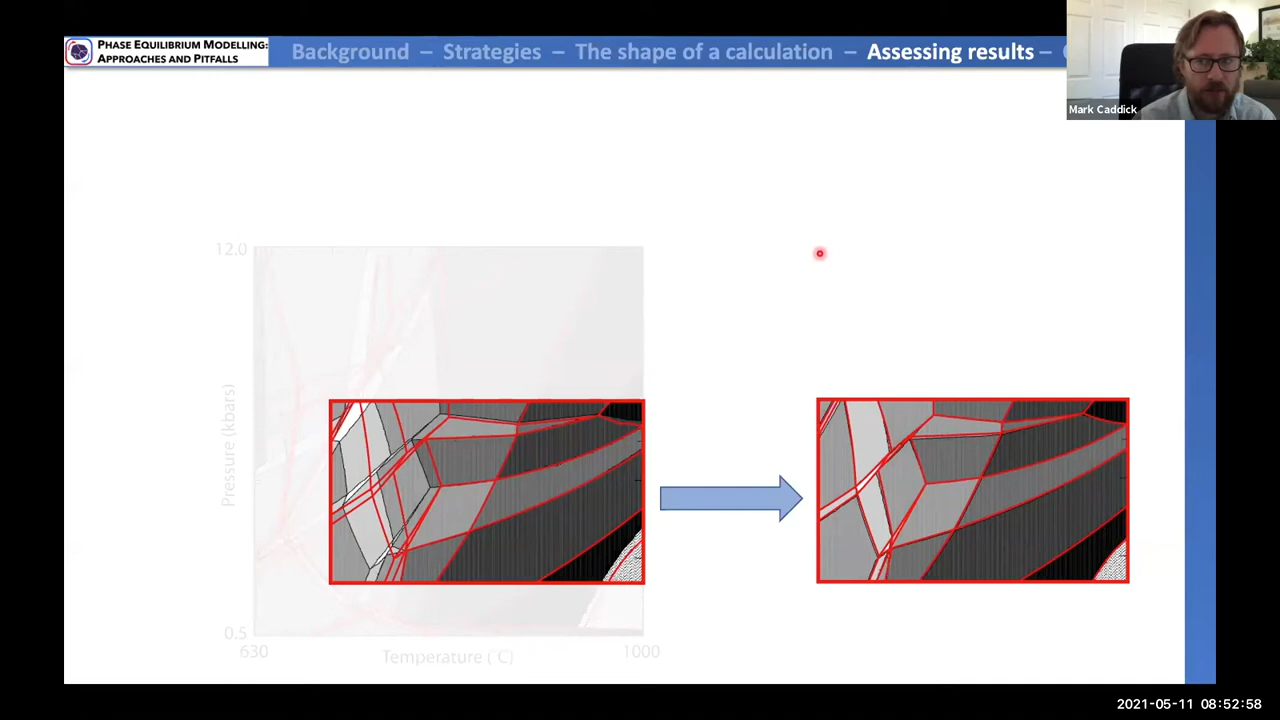 PHASE EQUILIBRIUM MODELLING:
APPROACHES AND PITFALLS
Background – Strategies – The shape of a calculation – Assessing results –
Mark Caddick
12.0
Pressure (kbars)
0.5
630
Temperature (°C)
1000
2021-05-11 08:52:58